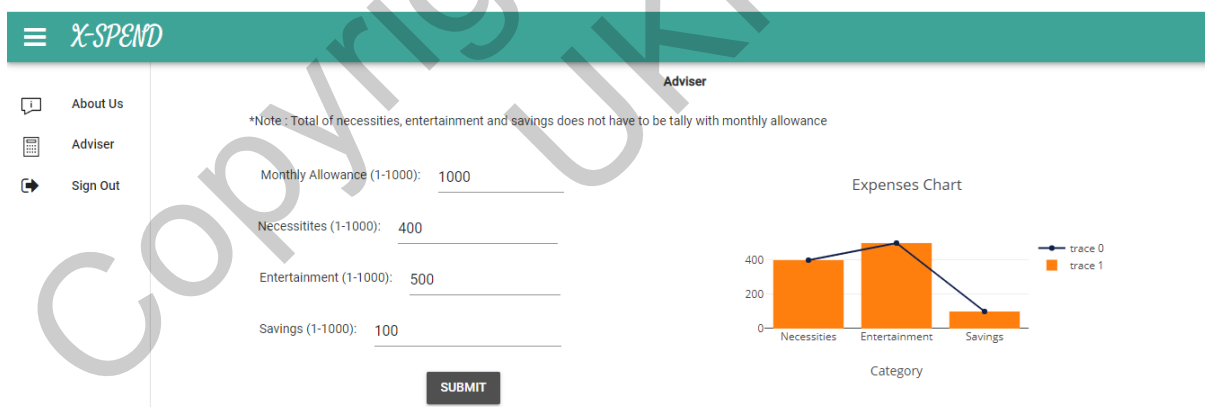 X-SPEND
About Us
Adviser
Sign Out
Adviser
*Note : Total of necessities, entertainment and savings does not have to be tally with monthly allowance
Monthly Allowance (1-1000): 1000
Necessitites (1-1000): 400
Entertainment (1-1000): 500
Savings (1-1000): 100
SUBMIT
Expenses Chart
400
200
0
Necessities Entertainment Savings
Category
trace 0
trace 1